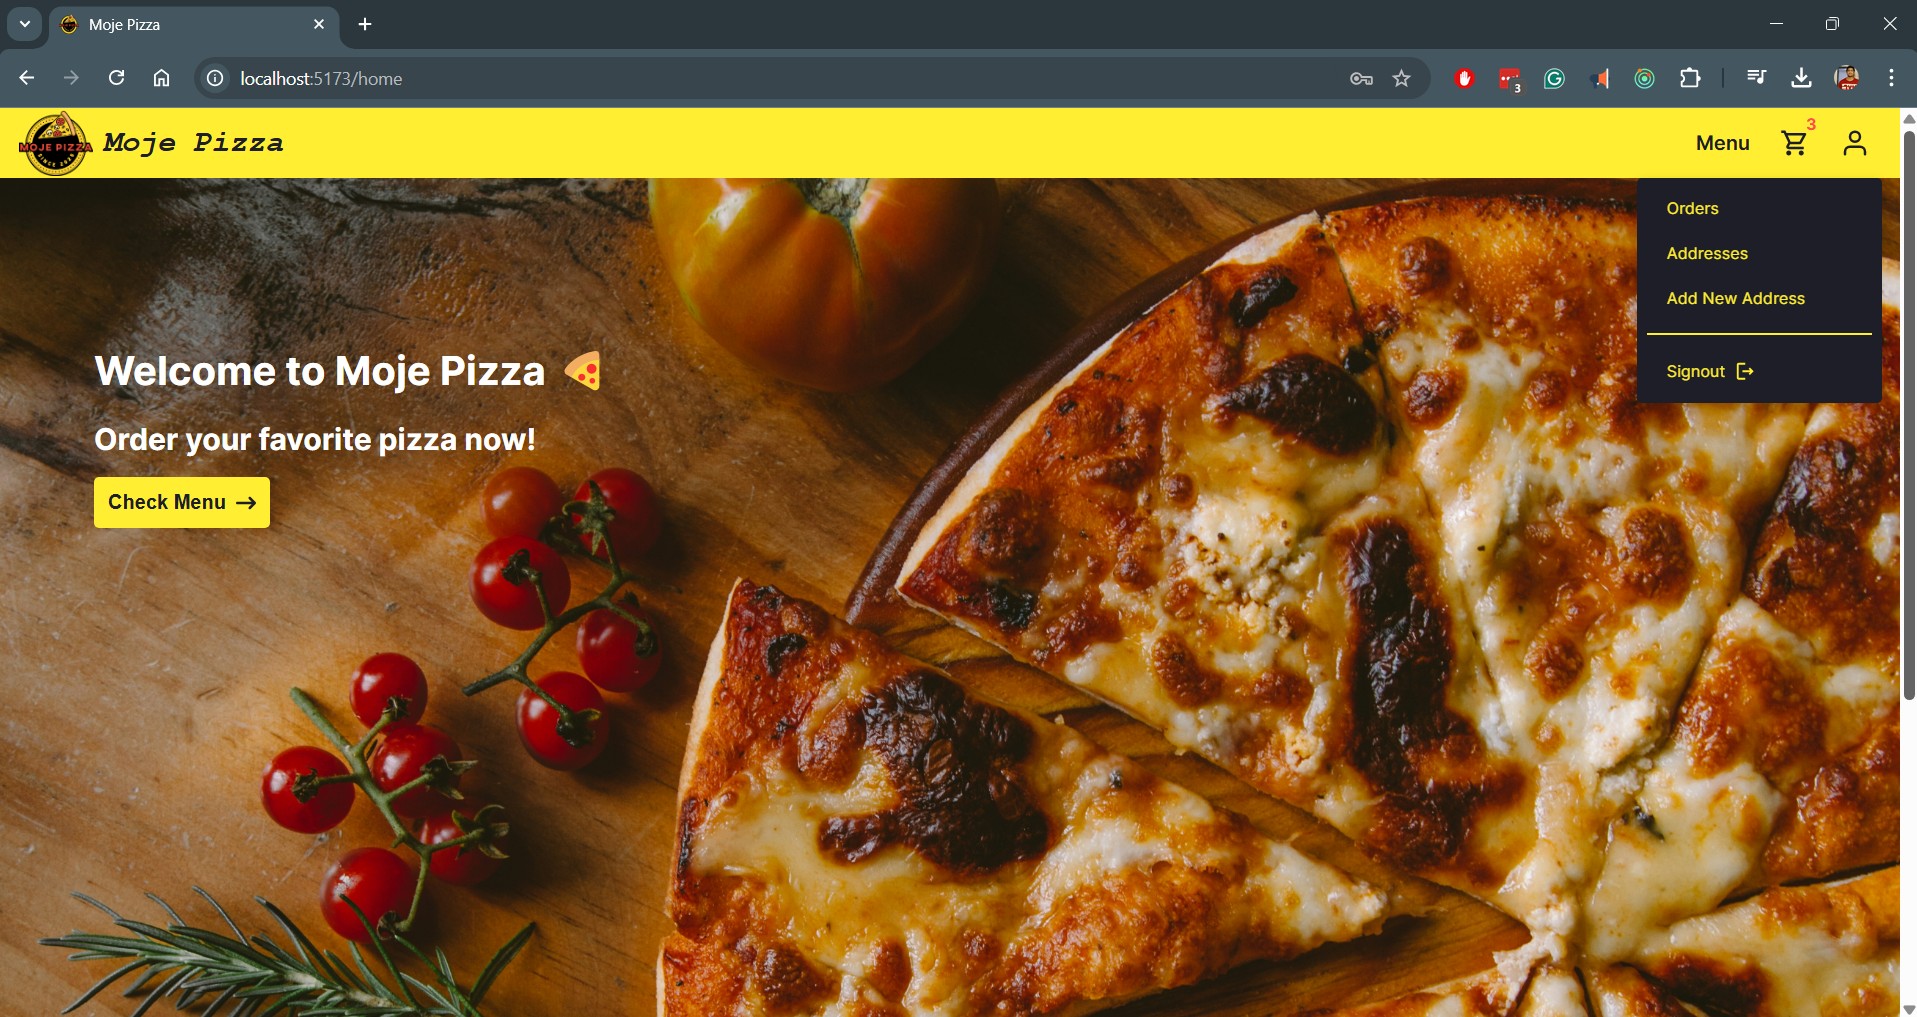 Moje Pizza
localhost:5173/home
3
MOJE PIZZA
Moje Pizza
Menu
3
Orders
Addresses
Add New Address
Signout
Welcome to Moje Pizza
Order your favorite pizza now!
Check Menu →